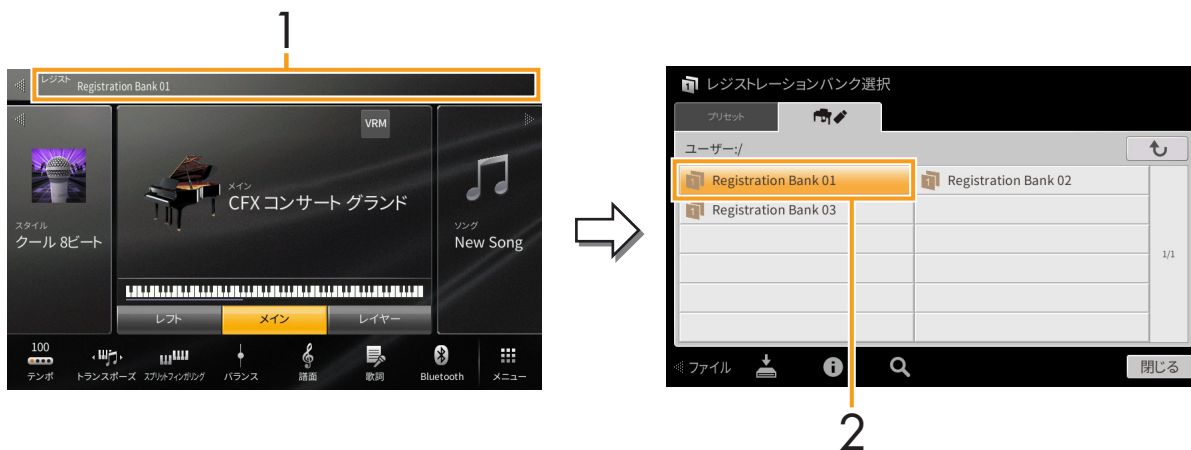 1
レジスト
Registration Bank 01
VRM
スタイル
クール 8ビート
メイン
CFX コンサート グランド
ソング
New Song
レフト
メイン
レイヤー
100
テンポ
トランスポーズ
スプリットフィンガリング
バランス
譜面
歌詞
Bluetooth
メニュー
1 レジストレーションバンク選択
プリセット
ユーザー:/
1 Registration Bank 01
1 Registration Bank 02
1 Registration Bank 03
1/1
ファイル
閉じる
2